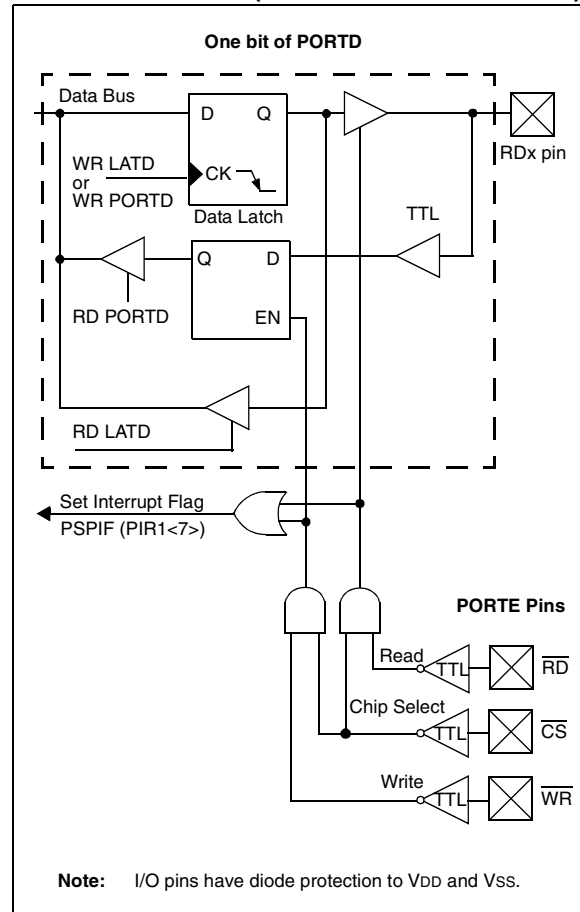 One bit of PORTD
Data Bus
D Q
RDx pin
WR LATD
or
WR PORTD
CK
Data Latch
TTL
Q D
EN
RD PORTD
RD LATD
Set Interrupt Flag
PSPIF (PIR1<7>)
PORTE Pins
Read
TTL
RD
Chip Select
TTL
CS
Write
TTL
WR
Note: I/O pins have diode protection to VDD and VSS.